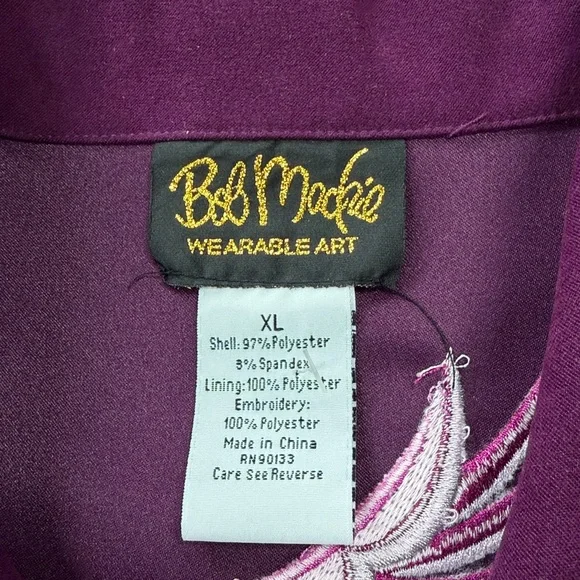 Bob Mackie
WEARABLE ART
XL
Shell: 97% Polyester
3% Spandex
Lining: 100% Polyester
Embroidery:
100% Polyester
Made in China
RN90133
Care See Reverse